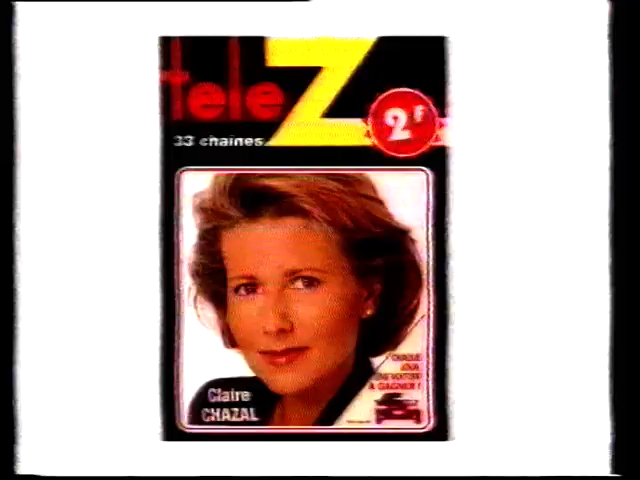 tele Z
2F
33 chaines
CHAQUE
JOUR
UNE VOITURE
A GAGNER !
Claire
CHAZAL